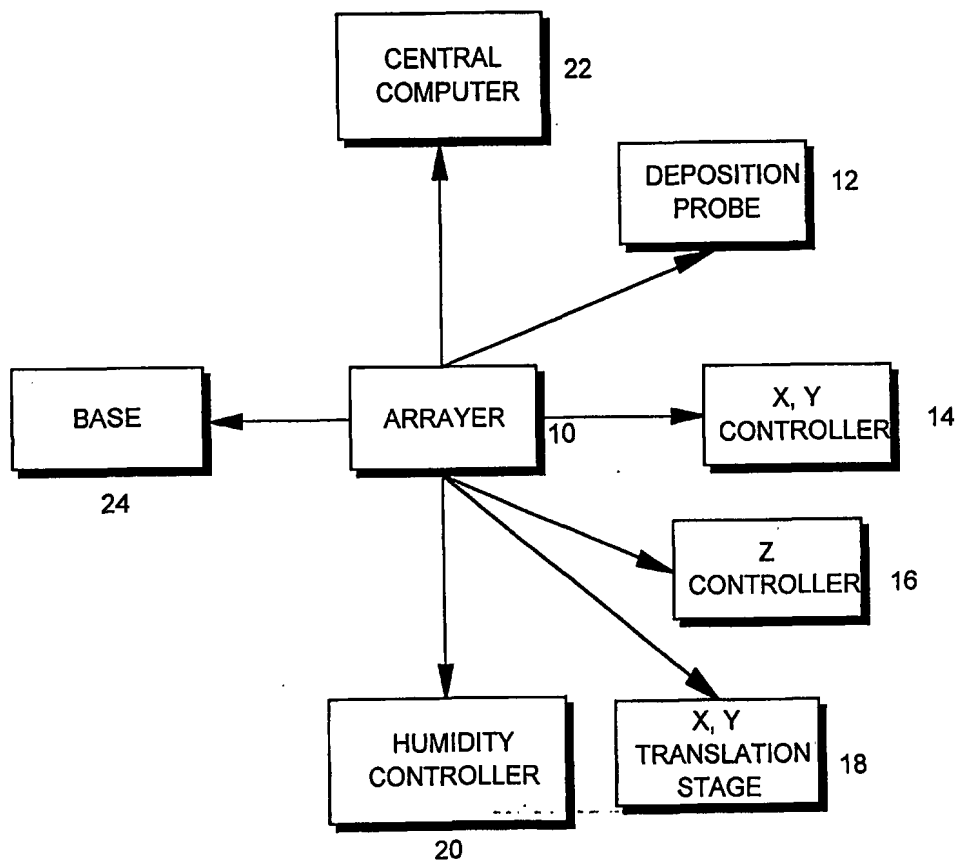 CENTRAL
COMPUTER
22
DEPOSITION
PROBE
12
BASE
24
ARRAYER
10
X, Y
CONTROLLER
14
Z
CONTROLLER
16
HUMIDITY
CONTROLLER
20
X, Y
TRANSLATION
STAGE
18